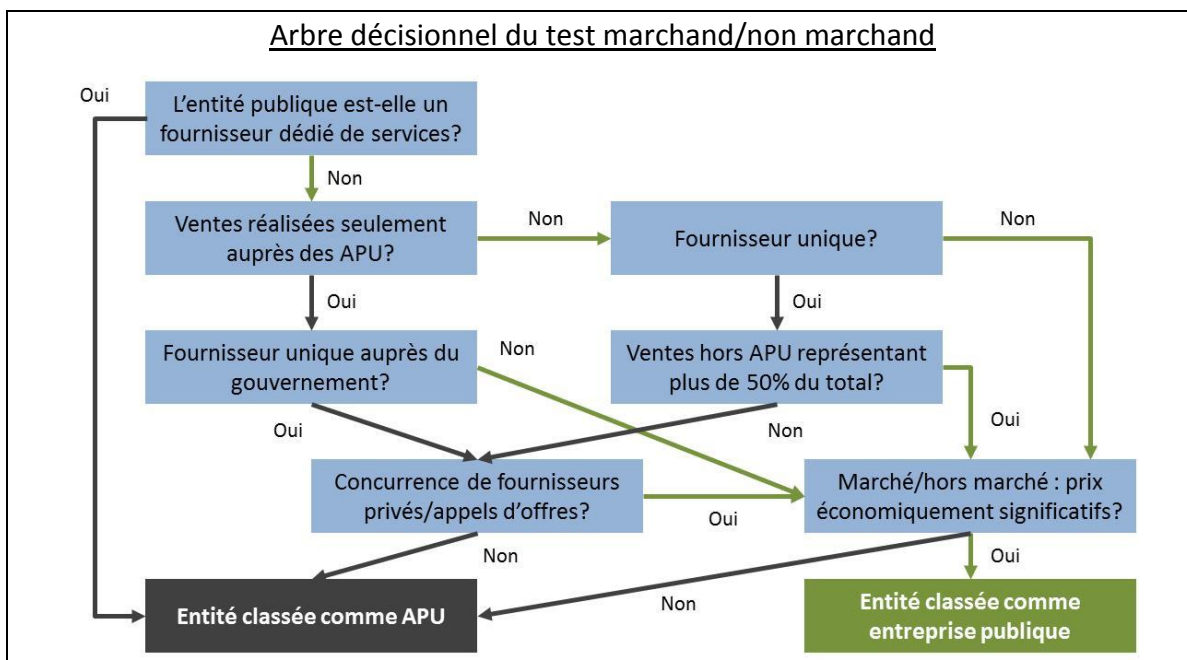 Arbre décisionnel du test marchand/non marchand
Oui
L'entité publique est-elle un
fournisseur dédié de services?
Non
Ventes réalisées seulement
auprès des APU?
Non
Fournisseur unique?
Non
Oui
Oui
Fournisseur unique auprès du
gouvernement?
Non
Ventes hors APU représentant
plus de 50% du total?
Oui
Non
Oui
Concurrence de fournisseurs
privés/appels d'offres?
Oui
Marché/hors marché : prix
économiquement significatifs?
Non
Oui
Entité classée comme APU
Non
Entité classée comme
entreprise publique